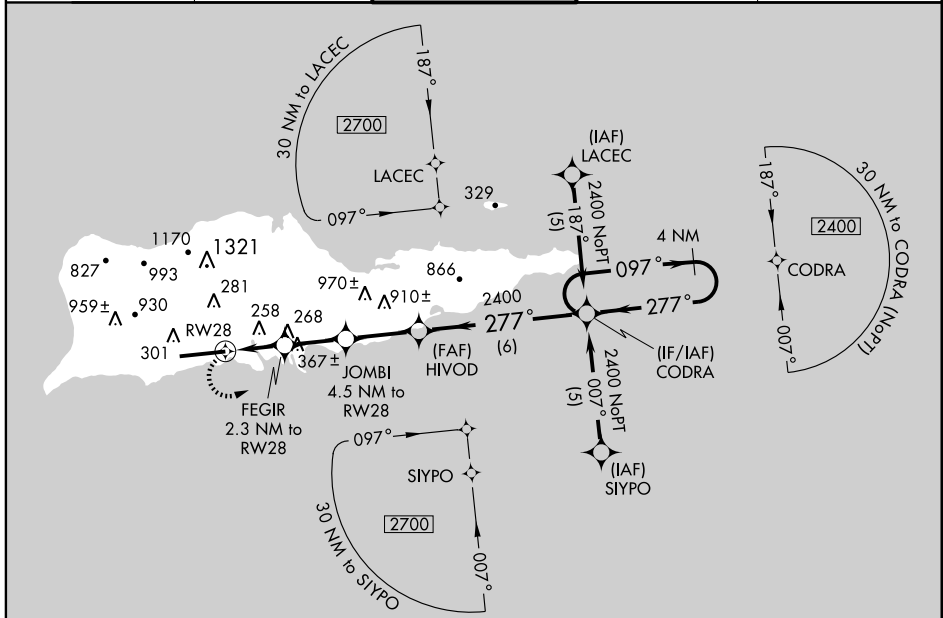 30 NM to LACEC
187°
2700
LACEC
097°
329
(IAF)
LACEC
2400 NoPT
187°
(5)
4 NM
097°
277°
187°
30 NM to CODRA (NoPT)
2400
CODRA
007°
1170
1321
827
993
281
866
970±
910±
2400
959±
930
258
268
277°
(6)
RW28
301
367±
JOMBI
4.5 NM to
RW28
(FAF)
HIVOD
(IF/IAF)
CODRA
FEGIR
2.3 NM to
RW28
2400 NoPT
007°
(5)
(IAF)
SIYPO
097°
SIYPO
2700
007°
30 NM to SIYPO